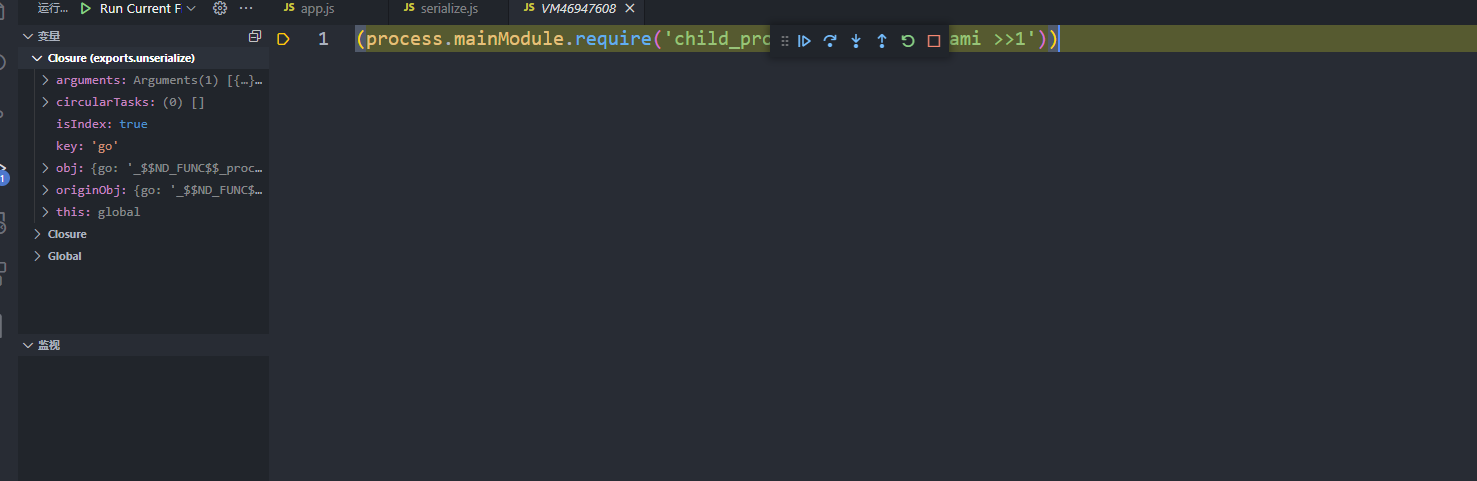 运行... Run Current F ... JS app.js JS serialize.js JS VM46947608
变量
1 (process.mainModule.require('child_pro ami >>1'))
Closure (exports.unserialize)
arguments: Arguments(1) [{…}…
circularTasks: (0) []
isIndex: true
key: 'go'
obj: {go: '_$$ND_FUNC$$_proc…
originObj: {go: '_$$ND_FUNC$…
this: global
Closure
Global
监视
1